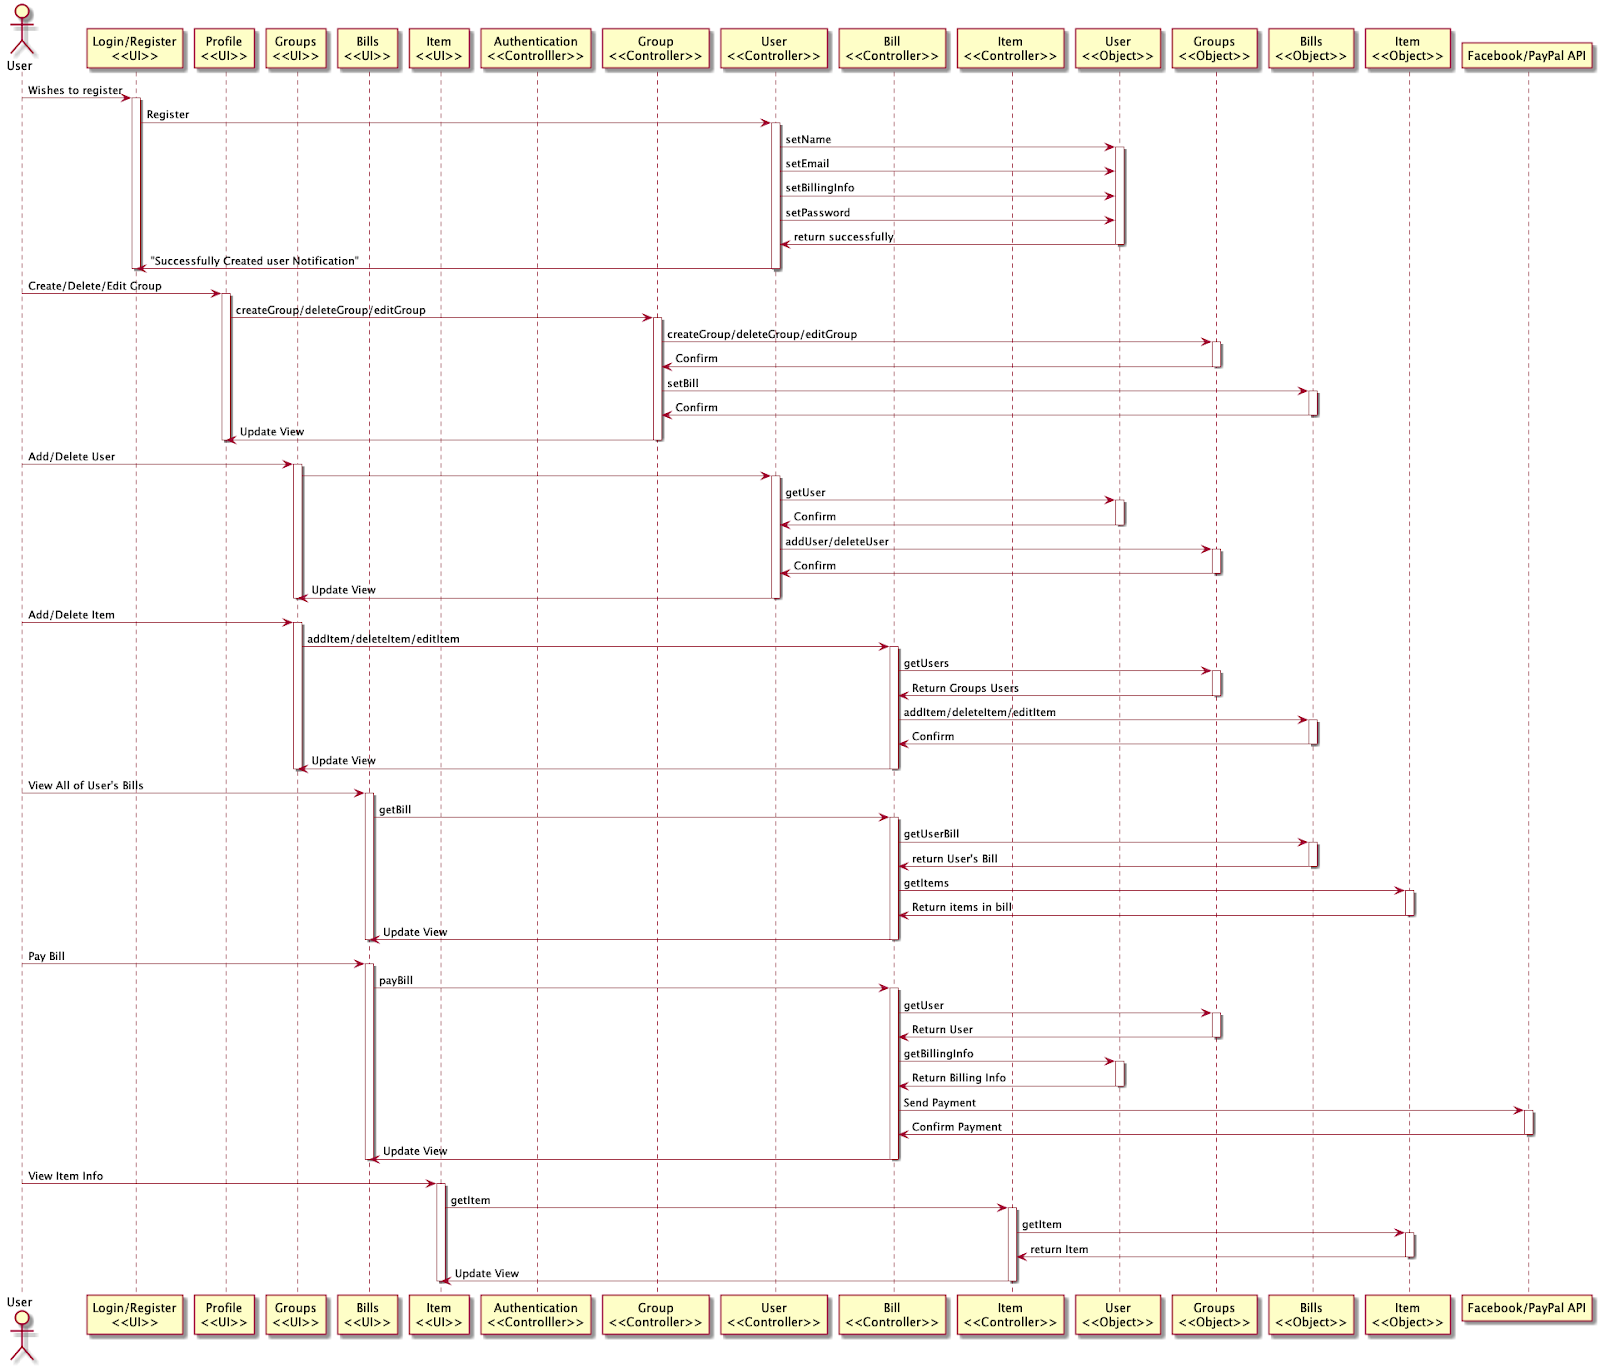 User
Login/Register
<<UI>>
Profile
<<UI>>
Groups
<<UI>>
Bills
<<UI>>
Item
<<UI>>
Authentication
<<Controlller>>
Group
<<Controller>>
User
<<Controller>>
Bill
<<Controller>>
Item
<<Controller>>
User
<<Object>>
Groups
<<Object>>
Bills
<<Object>>
Item
<<Object>>
Facebook/PayPal API
Wishes to register
Register
setName
setEmail
setBillingInfo
setPassword
return successfully
"Successfully Created user Notification"
Create/Delete/Edit Group
createGroup/deleteGroup/editGroup
createGroup/deleteGroup/editGroup
Confirm
setBill
Confirm
Update View
Add/Delete User
getUser
Confirm
addUser/deleteUser
Confirm
Update View
Add/Delete Item
addItem/deleteItem/editItem
getUsers
Return Groups Users
addItem/deleteItem/editItem
Confirm
Update View
View All of User's Bills
getBill
getUserBill
return User's Bill
getItems
Return items in bill
Update View
Pay Bill
payBill
getUser
Return User
getBillingInfo
Return Billing Info
Send Payment
Confirm Payment
Update View
View Item Info
getItem
getItem
return Item
Update View
User
Login/Register
<<UI>>
Profile
<<UI>>
Groups
<<UI>>
Bills
<<UI>>
Item
<<UI>>
Authentication
<<Controlller>>
Group
<<Controller>>
User
<<Controller>>
Bill
<<Controller>>
Item
<<Controller>>
User
<<Object>>
Groups
<<Object>>
Bills
<<Object>>
Item
<<Object>>
Facebook/PayPal API